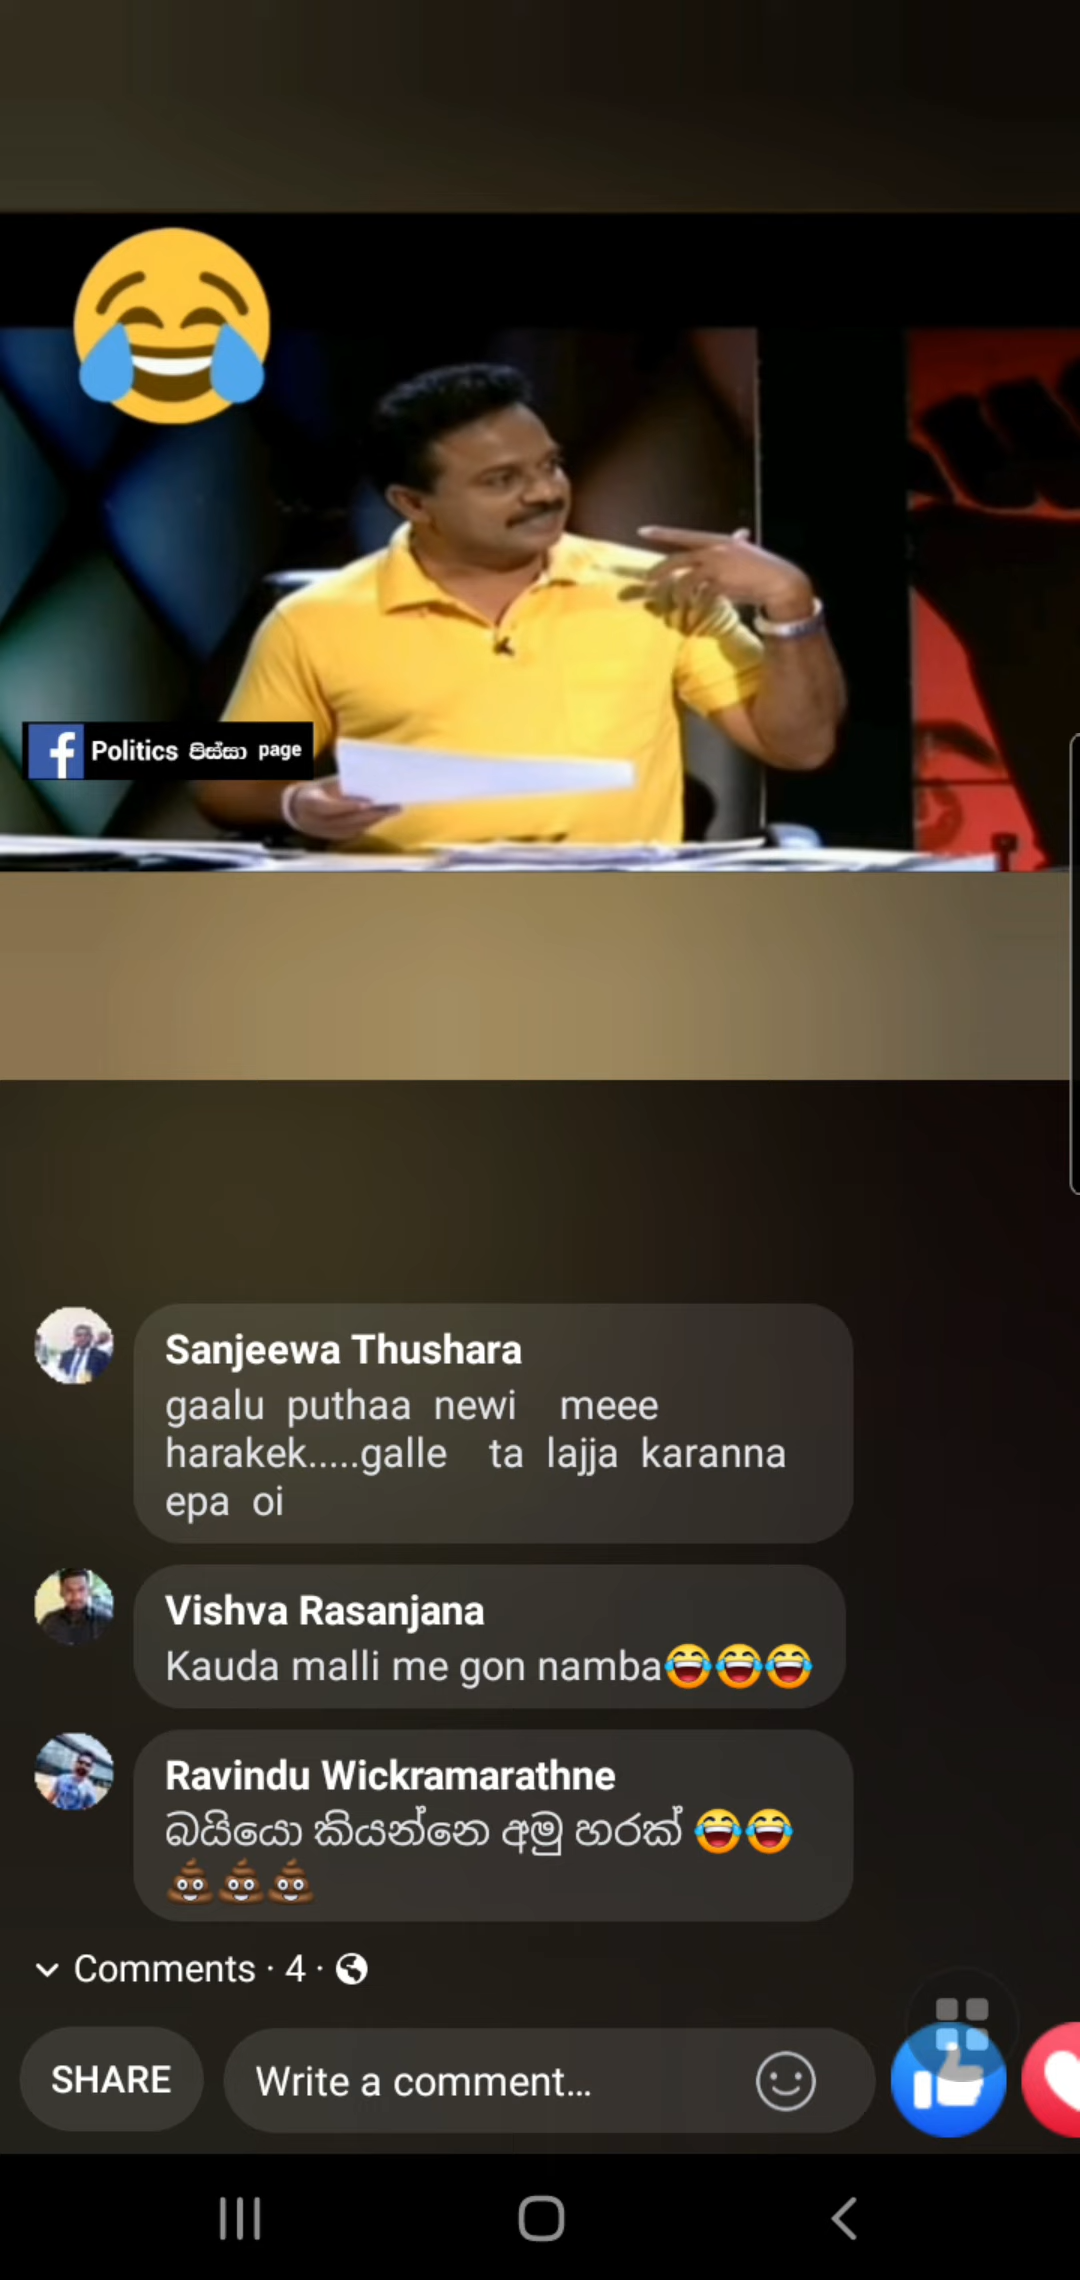 Politics පිස්සා page
Sanjeewa Thushara
gaalu puthaa newi meee
harakek.....galle ta lajja karanna
epa oi
Vishva Rasanjana
Kauda malli me gon namba😂😂😂
Ravindu Wickramarathne
බයියො කියන්නෙ අමු හරක් 😂😂
💩💩💩
Comments · 4 ·
SHARE
Write a comment...